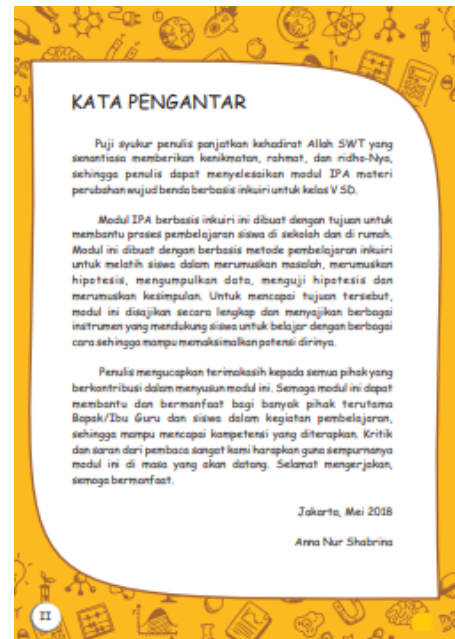 KATA PENGANTAR
Puji syukur penulis panjatkan kehadirat Allah SWT yang
senantiasa memberikan kenikmatan, rahmat, dan ridho-Nya,
sehingga penulis dapat menyelesaikan modul IPA materi
perubahan wujud benda berbasis inkuiri untuk kelas V SD.
Modul IPA berbasis inkuiri ini dibuat dengan tujuan untuk
membantu proses pembelajaran siswa di sekolah dan di rumah.
Modul ini dibuat dengan berbasis metode pembelajaran inkuiri
untuk melatih siswa dalam merumuskan masalah, merumuskan
hipotesis, mengumpulkan data, menguji hipotesis dan
merumuskan kesimpulan. Untuk mencapai tujuan tersebut,
modul ini disajikan secara lengkap dan menyajikan berbagai
instrumen yang mendukung siswa untuk belajar dengan berbagai
cara sehingga mampu memaksimalkan potensi dirinya.
Penulis mengucapkan terimakasih kepada semua pihak yang
berkontribusi dalam menyusun modul ini. Semoga modul ini dapat
membantu dan bermanfaat bagi banyak pihak terutama
Bapak/Ibu Guru dan siswa dalam kegiatan pembelajaran,
sehingga mampu mencapai kompetensi yang diterapkan. Kritik
dan saran dari pembaca sangat kami harapkan guna sempurnanya
modul ini di masa yang akan datang. Selamat mengerjakan,
semoga bermanfaat.
Jakarta, Mei 2018
Anna Nur Shabrina
II